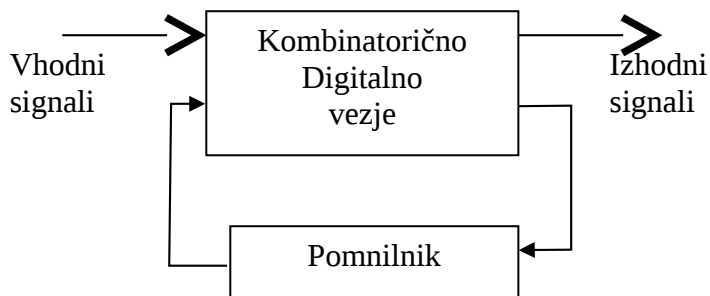 Kombinatorično
Digitalno
vezje
Vhodni
signali
Izhodni
signali
Pomnilnik